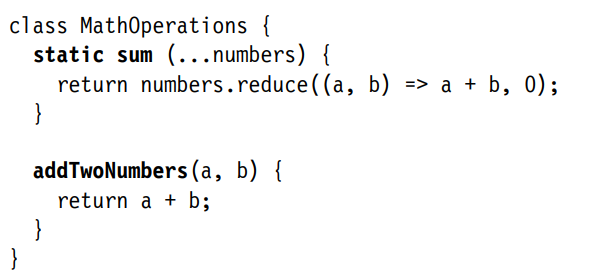 class MathOperations {
  static sum (...numbers) {
    return numbers.reduce((a, b) => a + b, 0);
  }

  addTwoNumbers(a, b) {
    return a + b;
  }
}